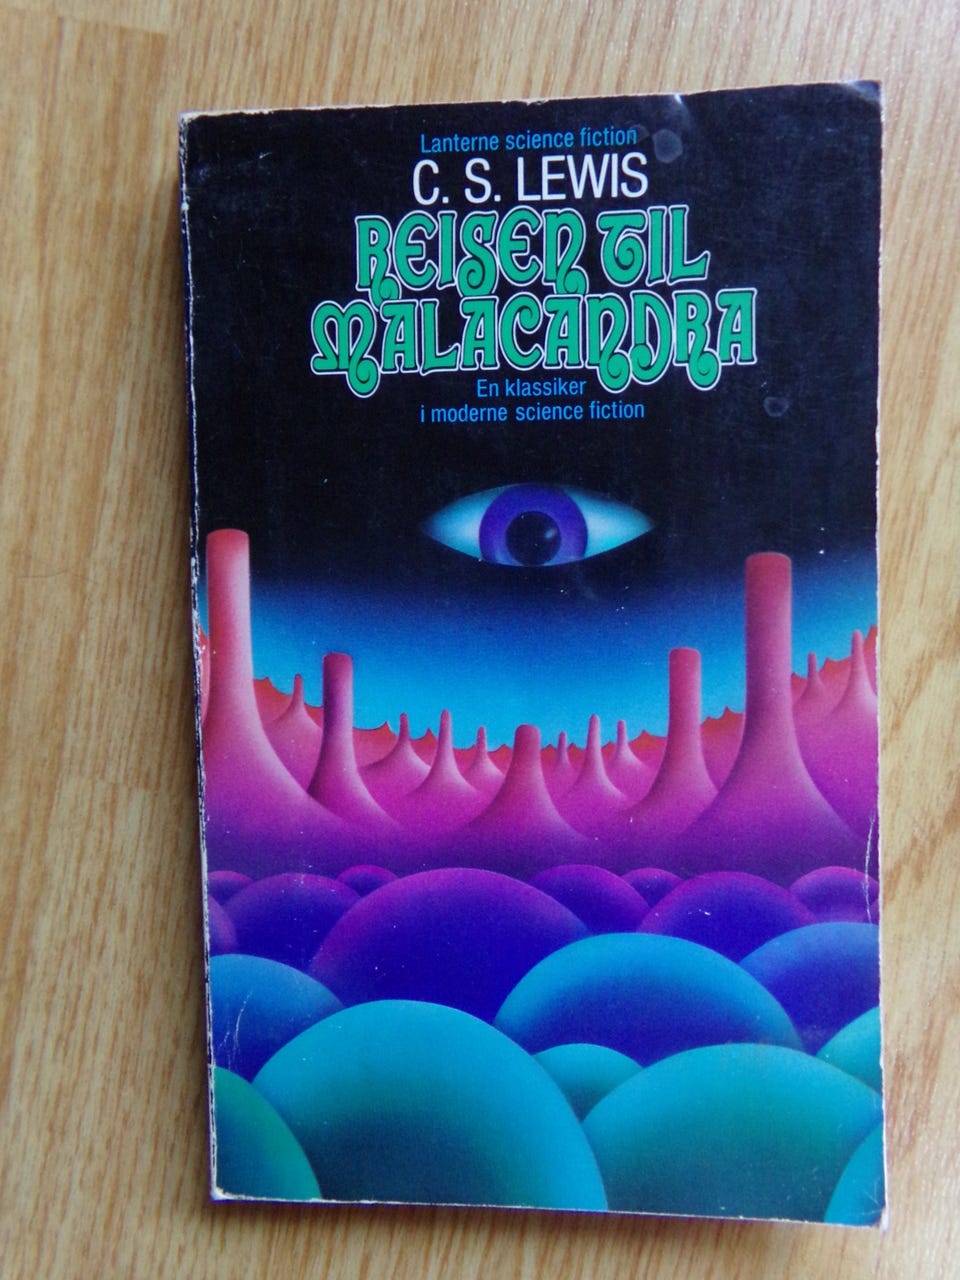 Lanterne science fiction
C. S. LEWIS
REISEN TIL
MALACANDRA
En klassiker
i moderne science fiction